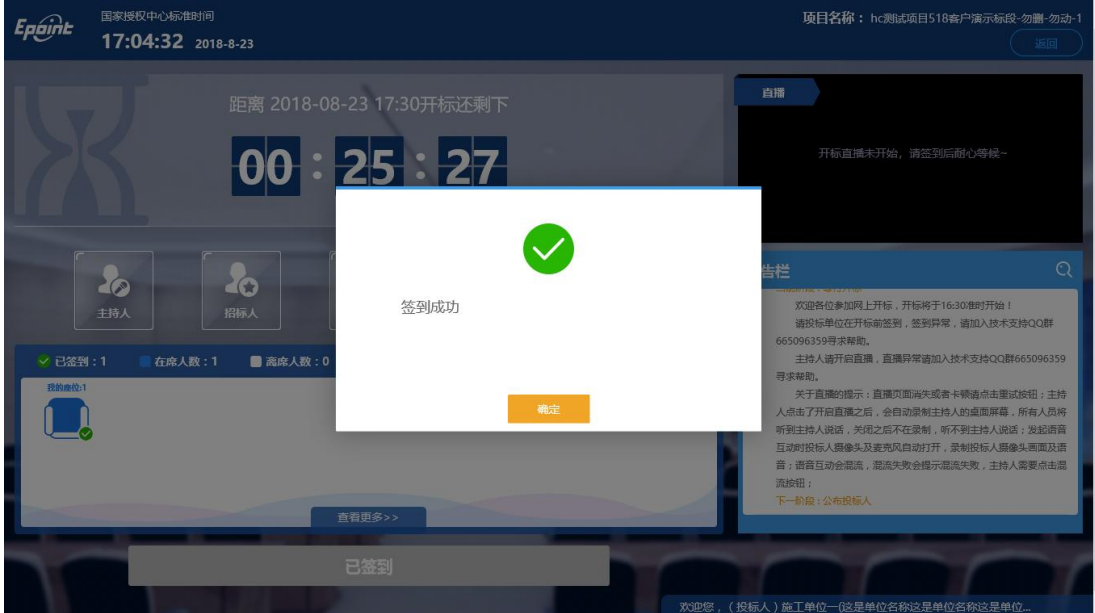 Epoint
国家授权中心标准时间
17:04:32 2018-8-23
项目名称：hc测试项目518客户演示标段-勿删-勿动-1
返回
距离 2018-08-23 17:30开标还剩下
00 : 25 : 27
直播
开标直播未开始，请签到后耐心等候~
签到成功
确定
主持人
招标人
已签到：1 在席人数：1 离席人数：0
我的座位:1
查看更多>>
已签到
告栏
欢迎各位参加网上开标，开标将于16:30准时开始！
请投标单位在开标前签到，签到异常，请加入技术支持QQ群
665096359寻求帮助。
主持人请开启直播，直播异常请加入技术支持QQ群665096359
寻求帮助。
关于直播的提示：直播页面消失或者卡顿请点击重试按钮；主持
人点击了开启直播之后，会自动录制主持人的桌面屏幕，所有人员将
听到主持人说话，关闭之后不在录制，听不到主持人说话；发起语音
互动时投标人摄像头及麦克风自动打开，录制投标人摄像头画面及语
音；语音互动会混流，混流失败会提示混流失败，主持人需要点击混
流按钮；
下一阶段：公布投标人
欢迎您，（投标人）施工单位一(这是单位名称这是单位名称这是单位...